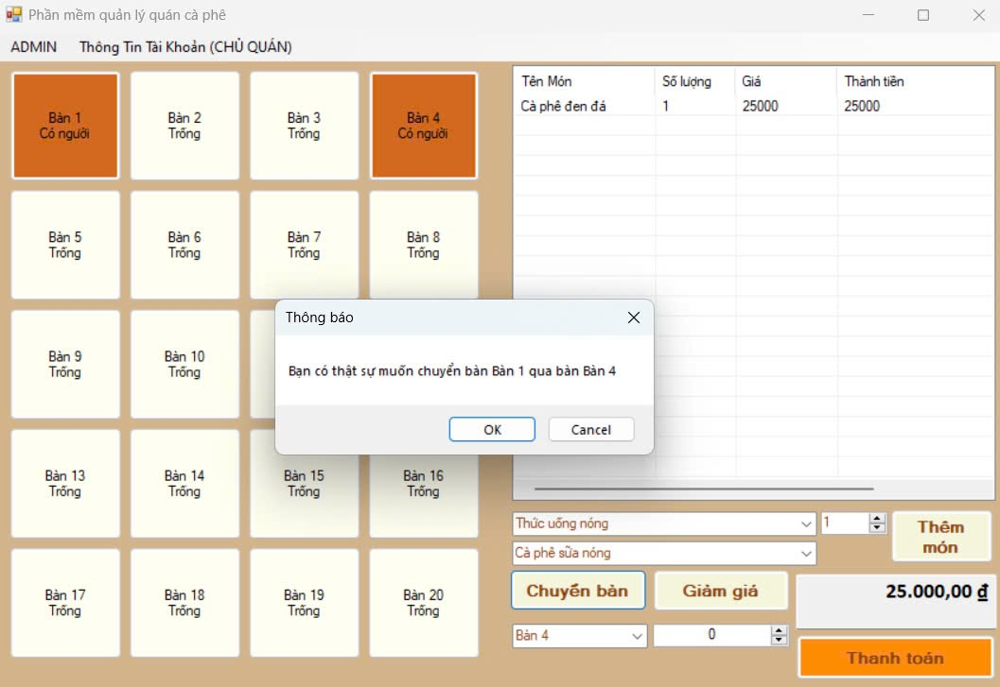 Phần mềm quản lý quán cà phê
ADMIN Thông Tin Tài Khoản (CHỦ QUÁN)
Bàn 1
Có người
Bàn 2
Trống
Bàn 3
Trống
Bàn 4
Có người
Bàn 5
Trống
Bàn 6
Trống
Bàn 7
Trống
Bàn 8
Trống
Bàn 9
Trống
Bàn 10
Trống
Bàn 13
Trống
Bàn 14
Trống
Bàn 15
Trống
Bàn 16
Trống
Bàn 17
Trống
Bàn 18
Trống
Bàn 19
Trống
Bàn 20
Trống
Tên Món Số lượng Giá Thành tiền
Cà phê đen đá 1 25000 25000
Thông báo
Bạn có thật sự muốn chuyển bàn Bàn 1 qua bàn Bàn 4
OK Cancel
Thức uống nóng 1
Thêm
món
Cà phê sữa nóng
Chuyển bàn Giảm giá 25.000,00 ₫
Bàn 4 0
Thanh toán